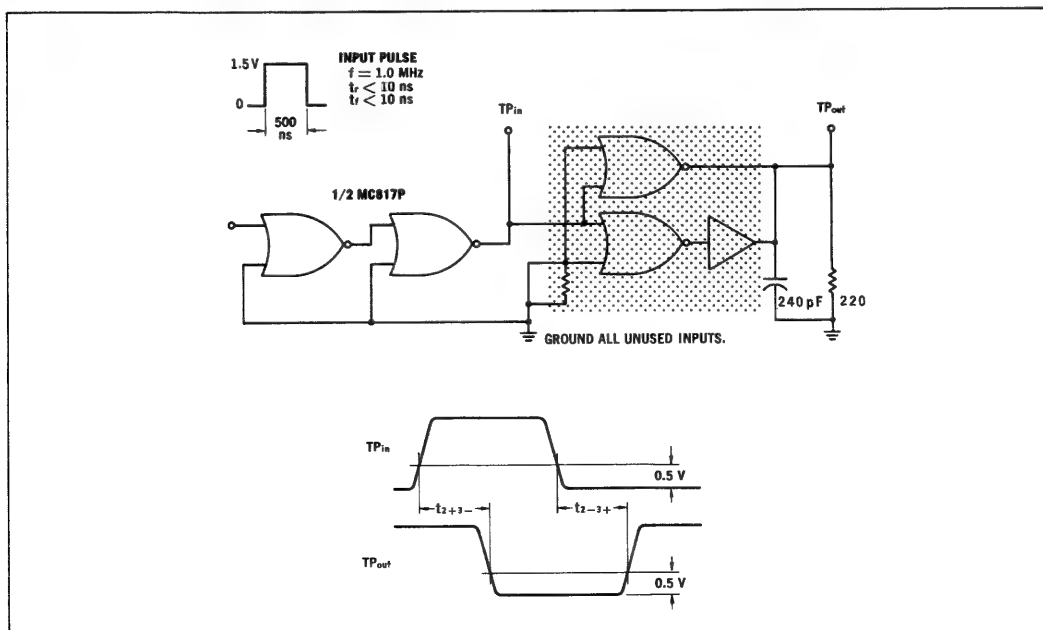 INPUT PULSE
1.5 V
f = 1.0 MHz
tr < 10 ns
tf < 10 ns
0
500
ns
TPin
TPout
1/2 MC817P
240 pF
220
GROUND ALL UNUSED INPUTS.
TPin
0.5 V
t2+3-
t2-3+
TPout
0.5 V